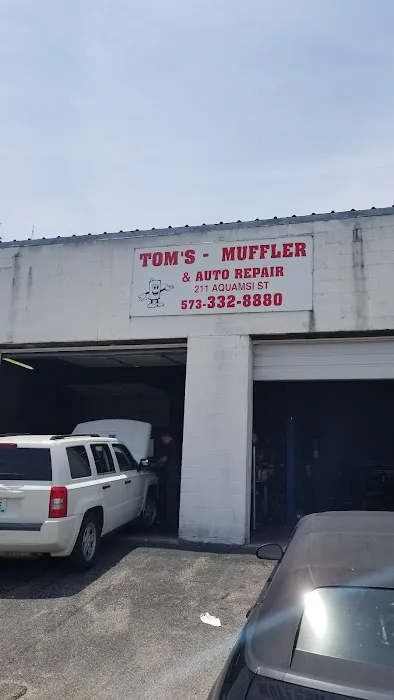 TOM'S - MUFFLER
& AUTO REPAIR
211 AQUAMSI ST
573-332-8880